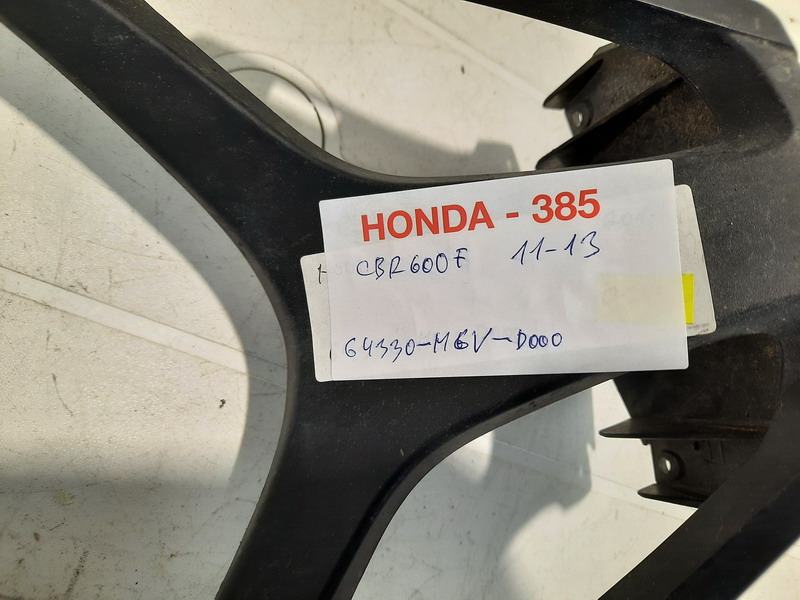 HONDA - 385
CBR600F 11-13
64330-MGV-D000